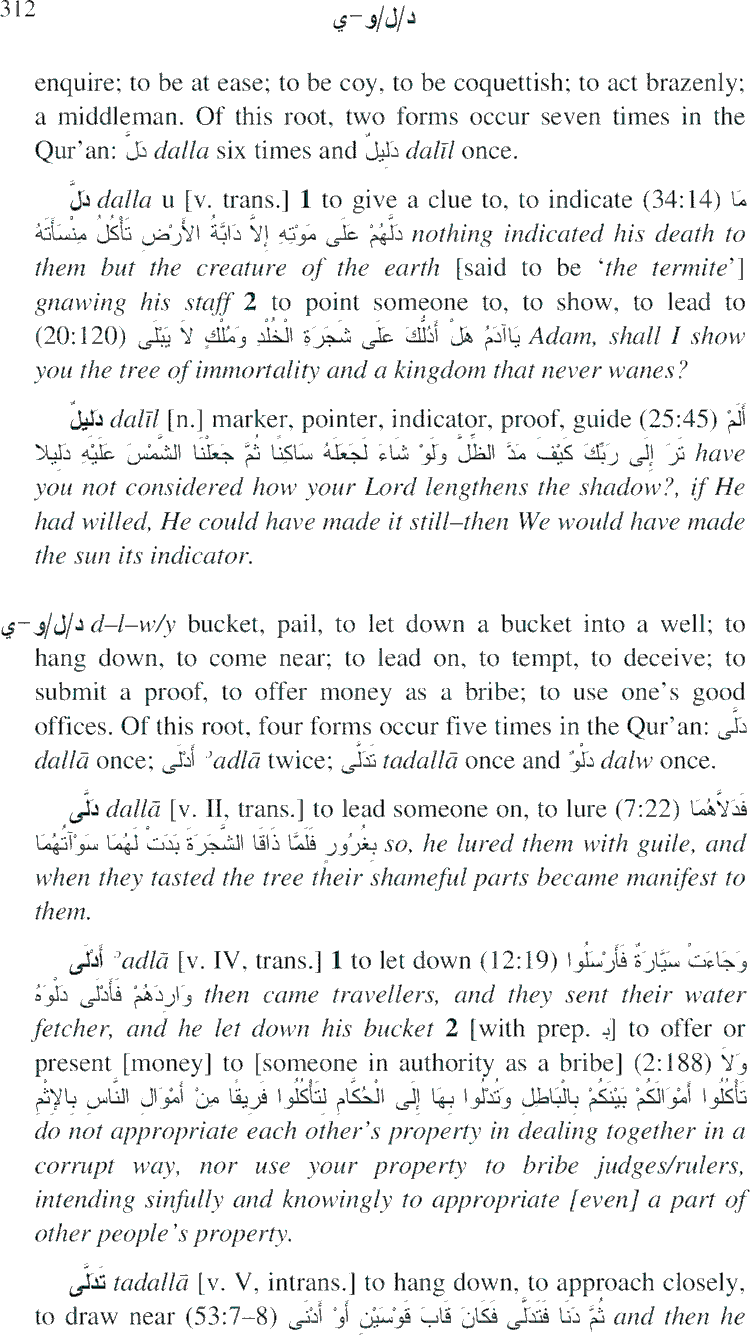 312
د/ل/و-ي
enquire; to be at ease; to be coy, to be coquettish; to act brazenly;
a middleman. Of this root, two forms occur seven times in the
Qur’an: دَلَّ dalla six times and دَلِيلٌ dalīl once.
دَلَّ dalla u [v. trans.] 1 to give a clue to, to indicate (34:14) مَا
دَلَّهُمْ عَلَى مَوْتِهِ إِلاَّ دَابَّةُ الأَرْضِ تَأْكُلُ مِنْسَأَتَهُ nothing indicated his death to
them but the creature of the earth [said to be ‘the termite’]
gnawing his staff 2 to point someone to, to show, to lead to
(20:120) يَاآدَمُ هَلْ أَدُلُّكَ عَلَى شَجَرَةِ الْخُلْدِ وَمُلْكٍ لاَ يَبْلَى Adam, shall I show
you the tree of immortality and a kingdom that never wanes?
دَلِيلٌ dalīl [n.] marker, pointer, indicator, proof, guide (25:45) أَلَمْ
تَرَ إِلَى رَبِّكَ كَيْفَ مَدَّ الظِّلَّ وَلَوْ شَاءَ لَجَعَلَهُ سَاكِنًا ثُمَّ جَعَلْنَا الشَّمْسَ عَلَيْهِ دَلِيلا have
you not considered how your Lord lengthens the shadow?, if He
had willed, He could have made it still–then We would have made
the sun its indicator.
د/ل/و-ي d–l–w/y bucket, pail, to let down a bucket into a well; to
hang down, to come near; to lead on, to tempt, to deceive; to
submit a proof, to offer money as a bribe; to use one’s good
offices. Of this root, four forms occur five times in the Qur’an: دَلَّى
dallā once; أَدْلَى ʾadlā twice; تَدَلَّى tadallā once and دَلْوٌ dalw once.
دَلَّى dallā [v. II, trans.] to lead someone on, to lure (7:22) فَدَلاَّهُمَا
بِغُرُورٍ فَلَمَّا ذَاقَا الشَّجَرَةَ بَدَتْ لَهُمَا سَوْآتُهُمَا so, he lured them with guile, and
when they tasted the tree their shameful parts became manifest to
them.
أَدْلَى ʾadlā [v. IV, trans.] 1 to let down (12:19) وَجَاءَتْ سَيَّارَةٌ فَأَرْسَلُوا
وَارِدَهُمْ فَأَدْلَى دَلْوَهُ then came travellers, and they sent their water
fetcher, and he let down his bucket 2 [with prep. بِـ] to offer or
present [money] to [someone in authority as a bribe] (2:188) وَلاَ
تَأْكُلُوا أَمْوَالَكُمْ بَيْنَكُمْ بِالْبَاطِلِ وَتُدْلُوا بِهَا إِلَى الْحُكَّامِ لِتَأْكُلُوا فَرِيقًا مِنْ أَمْوَالِ النَّاسِ بِالإِثْمِ
do not appropriate each other’s property in dealing together in a
corrupt way, nor use your property to bribe judges/rulers,
intending sinfully and knowingly to appropriate [even] a part of
other people’s property.
تَدَلَّى tadallā [v. V, intrans.] to hang down, to approach closely,
to draw near (53:7–8) ثُمَّ دَنَا فَتَدَلَّى فَكَانَ قَابَ قَوْسَيْنِ أَوْ أَدْنَى and then he